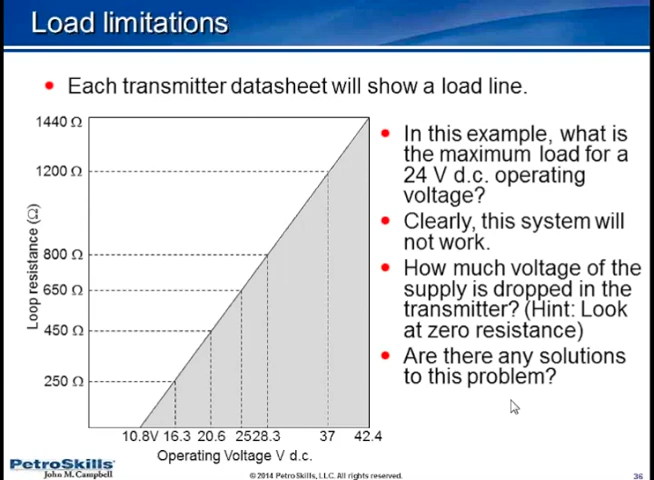 Load limitations
• Each transmitter datasheet will show a load line.
1440 Ω
1200 Ω
800 Ω
650 Ω
450 Ω
250 Ω
Loop resistance (Ω)
10.8V 16.3 20.6 25 28.3 37 42.4
Operating Voltage V d.c.
• In this example, what is
the maximum load for a
24 V d.c. operating
voltage?
• Clearly, this system will
not work.
• How much voltage of the
supply is dropped in the
transmitter? (Hint: Look
at zero resistance)
• Are there any solutions
to this problem?
PetroSkills
John M. Campbell
© 2014 PetroSkills, LLC. All rights reserved.
36